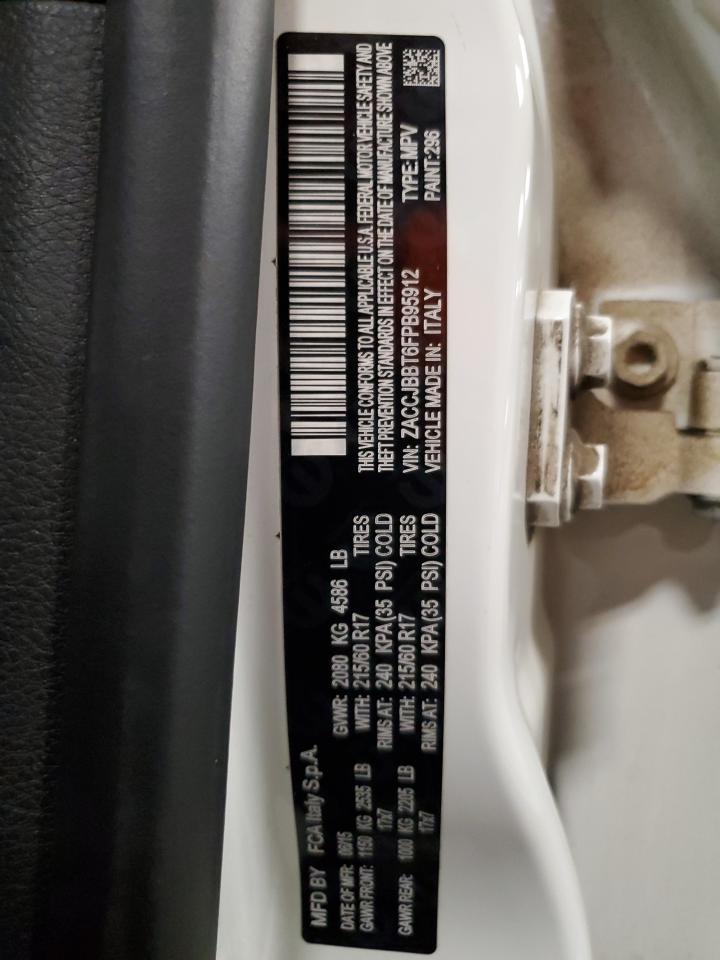 MFD BY FCA Italy S.p.A.
DATE OF MFR: 06/15 GVWR: 2080 KG 4586 LB
GAWR FRONT: 1150 KG 2535 LB WITH: 215/60 R17 TIRES
17x7 RIMS AT: 240 KPA(35 PSI) COLD
GAWR REAR: 1000 KG 2205 LB WITH: 215/60 R17 TIRES
17x7 RIMS AT: 240 KPA(35 PSI) COLD
THIS VEHICLE CONFORMS TO ALL APPLICABLE U.S.A. FEDERAL MOTOR VEHICLE SAFETY AND
THEFT PREVENTION STANDARDS IN EFFECT ON THE DATE OF MANUFACTURE SHOWN ABOVE
VIN: ZACCJBBT6FPB95912 TYPE: MPV
VEHICLE MADE IN: ITALY PAINT: 296